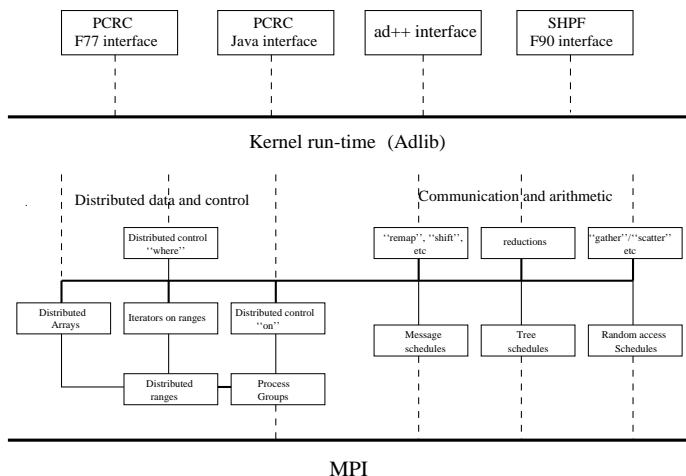 PCRC
F77 interface
PCRC
Java interface
ad++ interface
SHPF
F90 interface
Kernel run-time (Adlib)
Distributed data and control
Communication and arithmetic
Distributed control
‘‘where’’
‘‘remap’’, ‘‘shift’’,
etc
reductions
‘‘gather’’/‘‘scatter’’
etc
Distributed
Arrays
Iterators on ranges
Distributed control
‘‘on’’
Message
schedules
Tree
schedules
Random access
Schedules
Distributed
ranges
Process
Groups
MPI